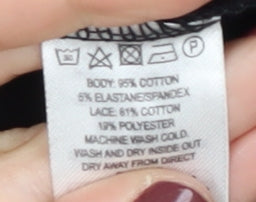 P
BODY: 95% COTTON
5% ELASTANE/SPANDEX
LACE: 81% COTTON
19% POLYESTER
MACHINE WASH COLD.
WASH AND DRY INSIDE OUT
DRY AWAY FROM DIRECT